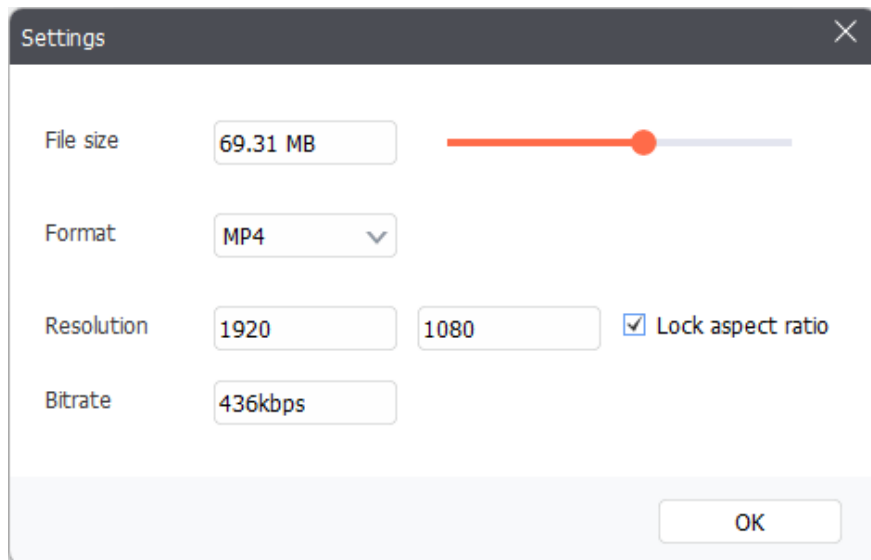 Settings
File size 69.31 MB
Format MP4
Resolution 1920 1080 Lock aspect ratio
Bitrate 436kbps
OK